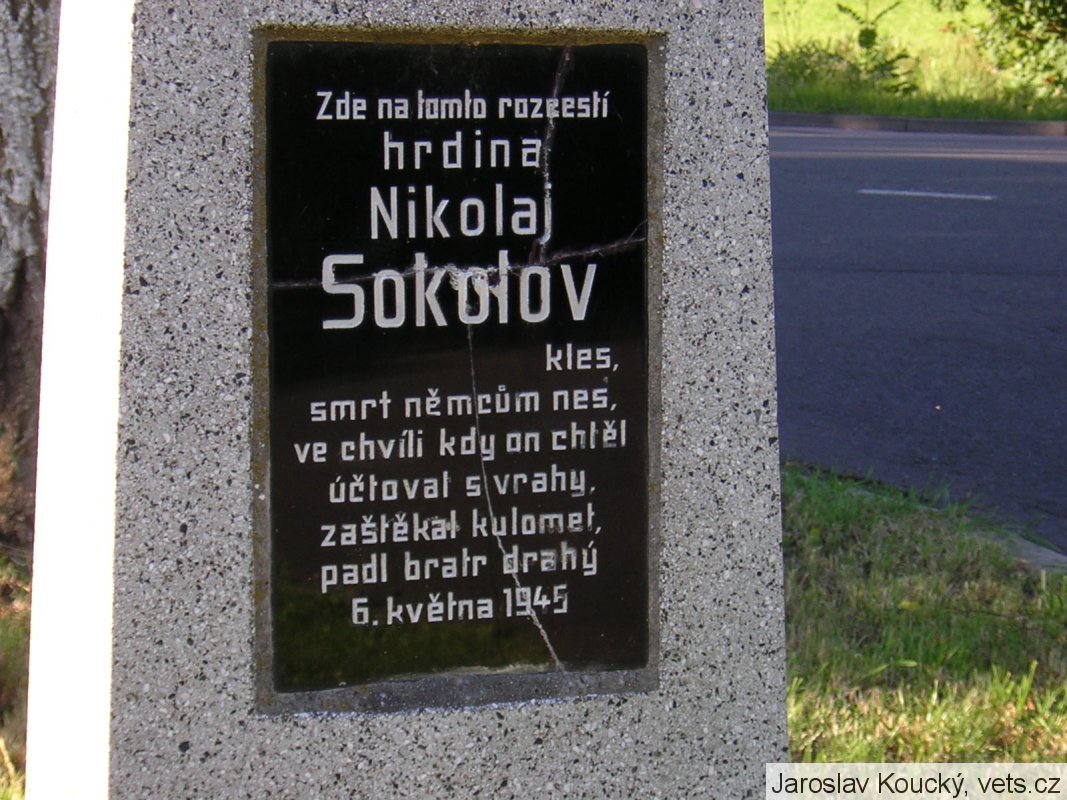 Zde na tomto rozcestí
hrdina
Nikolaj
Sokolov
kles,
smrt němcům nes,
ve chvíli kdy on chtěl
účtovat s vrahy,
zaštěkal kulomet,
padl bratr drahý
6. května 1945
Jaroslav Koucký, vets.cz